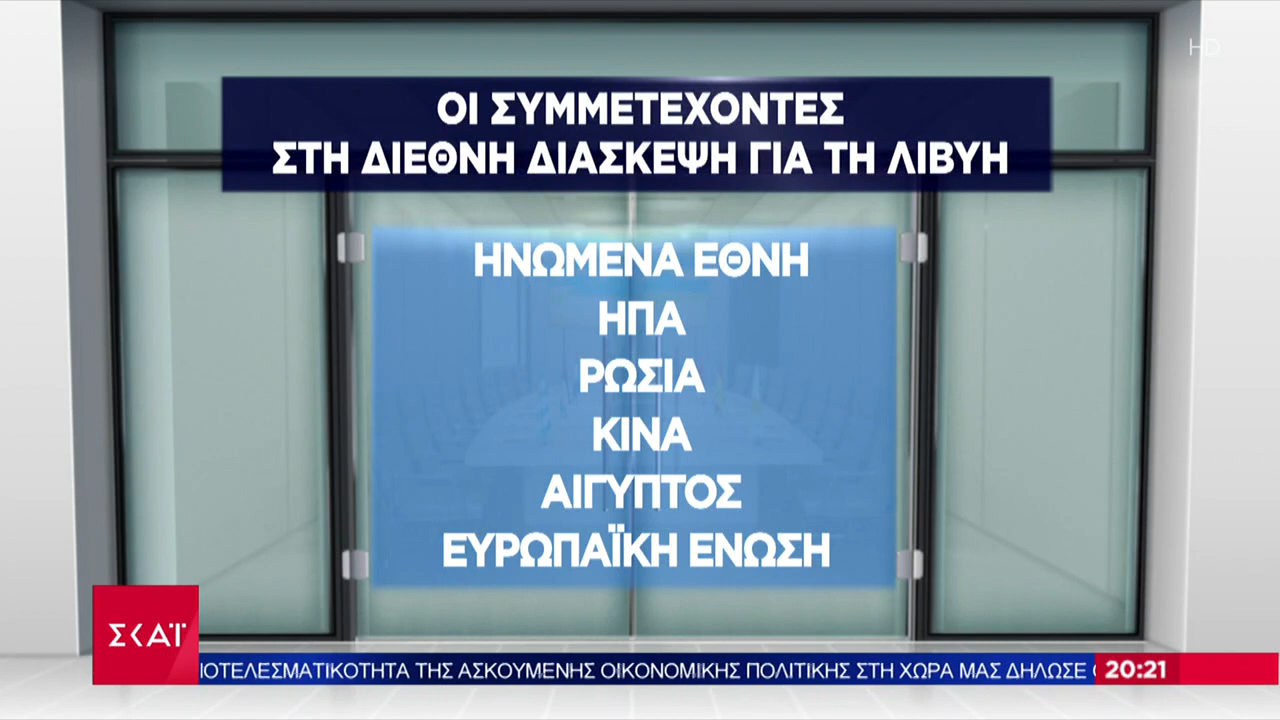 HD
ΟΙ ΣΥΜΜΕΤΕΧΟΝΤΕΣ
ΣΤΗ ΔΙΕΘΝΗ ΔΙΑΣΚΕΨΗ ΓΙΑ ΤΗ ΛΙΒΥΗ
ΗΝΩΜΕΝΑ ΕΘΝΗ
ΗΠΑ
ΡΩΣΙΑ
ΚΙΝΑ
ΑΙΓΥΠΤΟΣ
ΕΥΡΩΠΑΪΚΗ ΕΝΩΣΗ
ΣΚΑΪ
ΙΟΤΕΛΕΣΜΑΤΙΚΟΤΗΤΑ ΤΗΣ ΑΣΚΟΥΜΕΝΗΣ ΟΙΚΟΝΟΜΙΚΗΣ ΠΟΛΙΤΙΚΗΣ ΣΤΗ ΧΩΡΑ ΜΑΣ ΔΗΛΩΣΕ
20:21